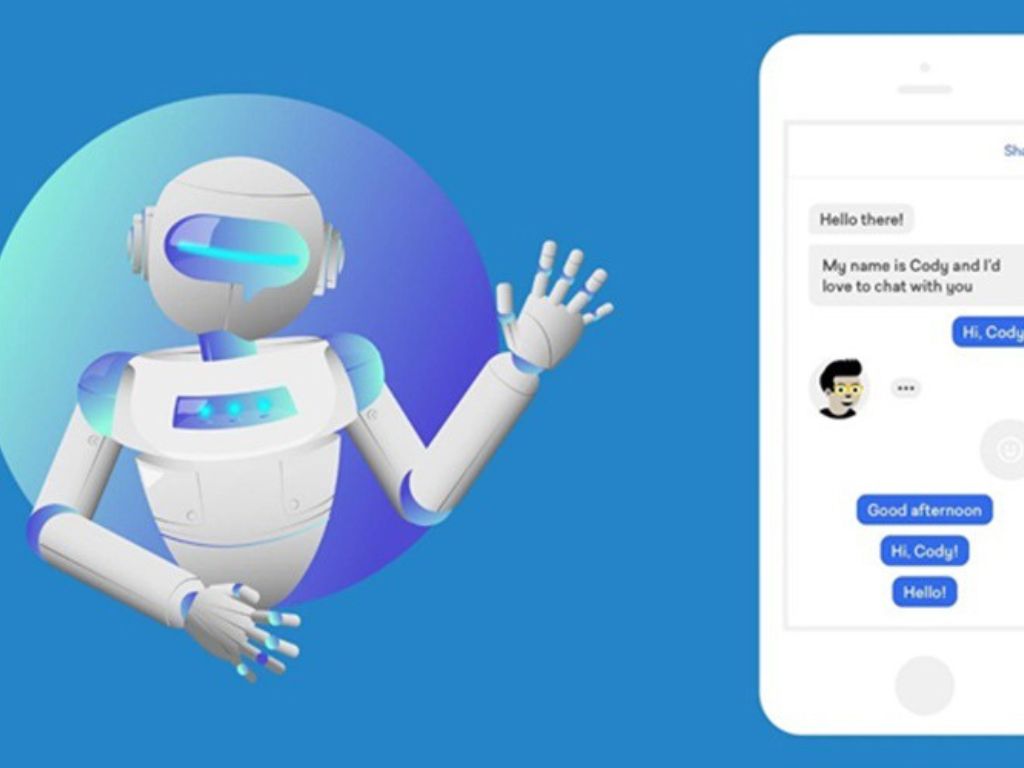 Hello there!
My name is Cody and I'd
love to chat with you
Hi, Cody
Good afternoon
Hi, Cody!
Hello!